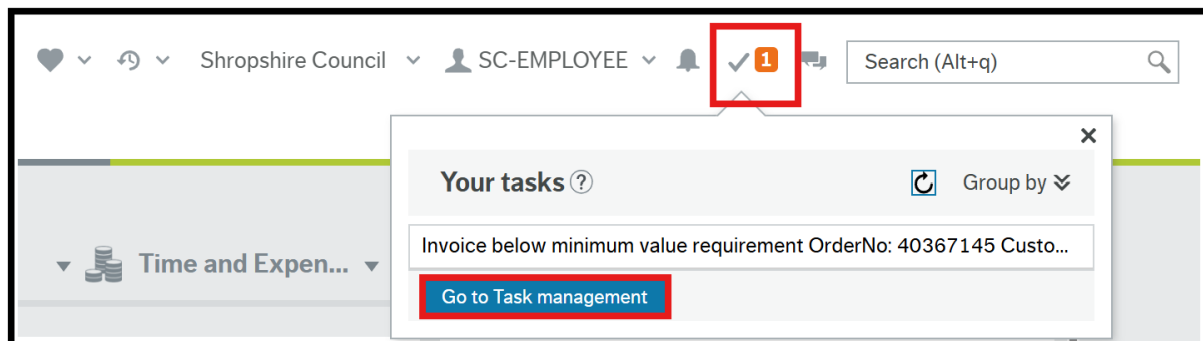 Shropshire Council SC-EMPLOYEE 1 Search (Alt+q)
Your tasks ? Group by
Invoice below minimum value requirement OrderNo: 40367145 Custo...
Time and Expen...
Go to Task management